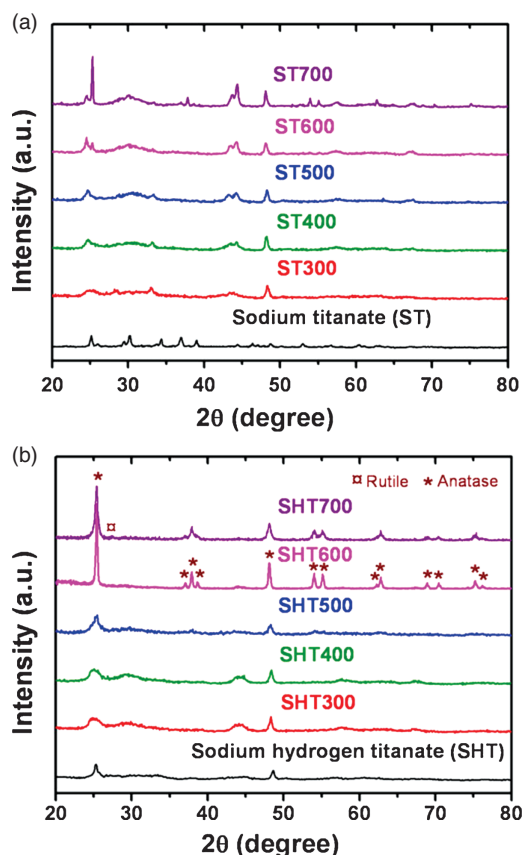 (a)
Intensity (a.u.)
ST700
ST600
ST500
ST400
ST300
Sodium titanate (ST)
20 30 40 50 60 70 80
2θ (degree)
(b)
Intensity (a.u.)
¤ Rutile * Anatase
*
¤
SHT700
SHT600
* * * * * * * * * * * *
SHT500
SHT400
SHT300
Sodium hydrogen titanate (SHT)
20 30 40 50 60 70 80
2θ (degree)